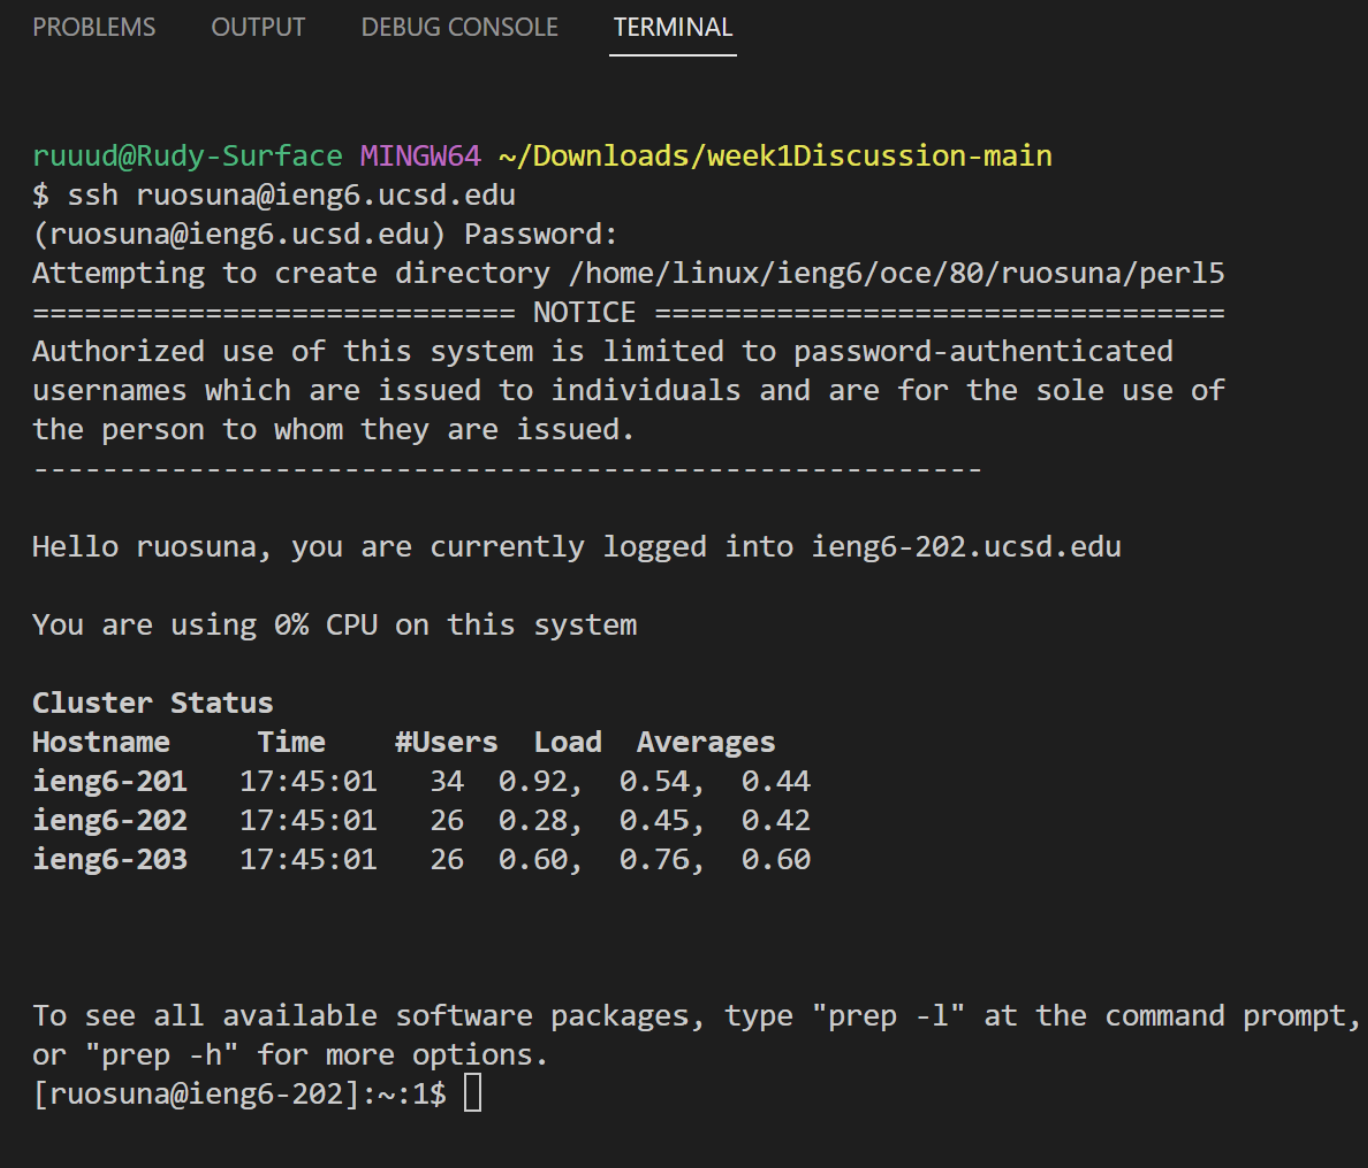 PROBLEMS OUTPUT DEBUG CONSOLE TERMINAL
ruuud@Rudy-Surface MINGW64 ~/Downloads/week1Discussion-main
$ ssh ruosuna@ieng6.ucsd.edu
(ruosuna@ieng6.ucsd.edu) Password:
Attempting to create directory /home/linux/ieng6/oce/80/ruosuna/perl5
============================ NOTICE =================================
Authorized use of this system is limited to password-authenticated
usernames which are issued to individuals and are for the sole use of
the person to whom they are issued.
-------------------------------------------------------
Hello ruosuna, you are currently logged into ieng6-202.ucsd.edu
You are using 0% CPU on this system
Cluster Status
Hostname     Time    #Users  Load  Averages
ieng6-201   17:45:01   34  0.92,  0.54,  0.44
ieng6-202   17:45:01   26  0.28,  0.45,  0.42
ieng6-203   17:45:01   26  0.60,  0.76,  0.60
To see all available software packages, type "prep -l" at the command prompt,
or "prep -h" for more options.
[ruosuna@ieng6-202]:~:1$